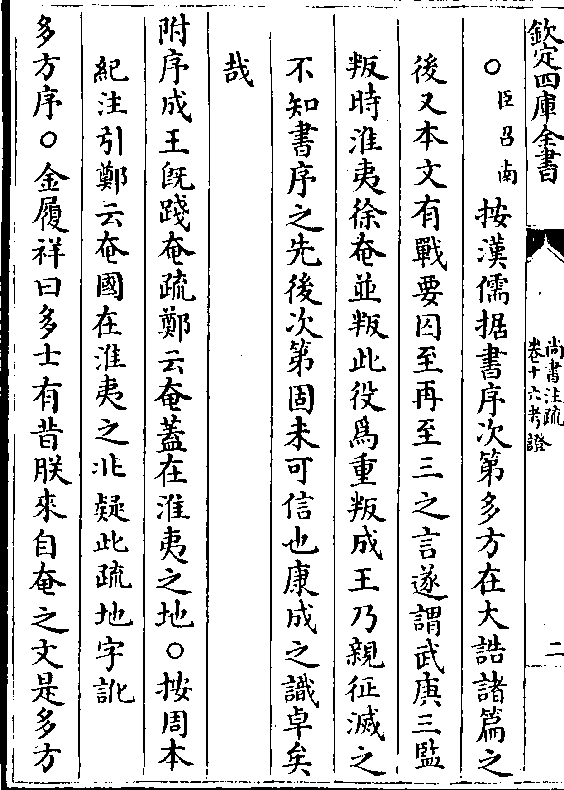 欽定四庫全書
尚書注疏
卷十六考證
二
○臣召南按漢儒据書序次第多方在大誥諸篇之
後又本文有戰要囚至再至三之言遂謂武庚三監
叛時淮夷徐奄並叛此役爲重叛成王乃親征滅之
不知書序之先後次第固未可信也康成之識卓矣
哉
附序成王既踐奄疏鄭云奄蓋在淮夷之地○按周本
紀注引鄭云奄國在淮夷之北疑此疏地字訛
多方序○金履祥曰多士有昔朕來自奄之文是多方